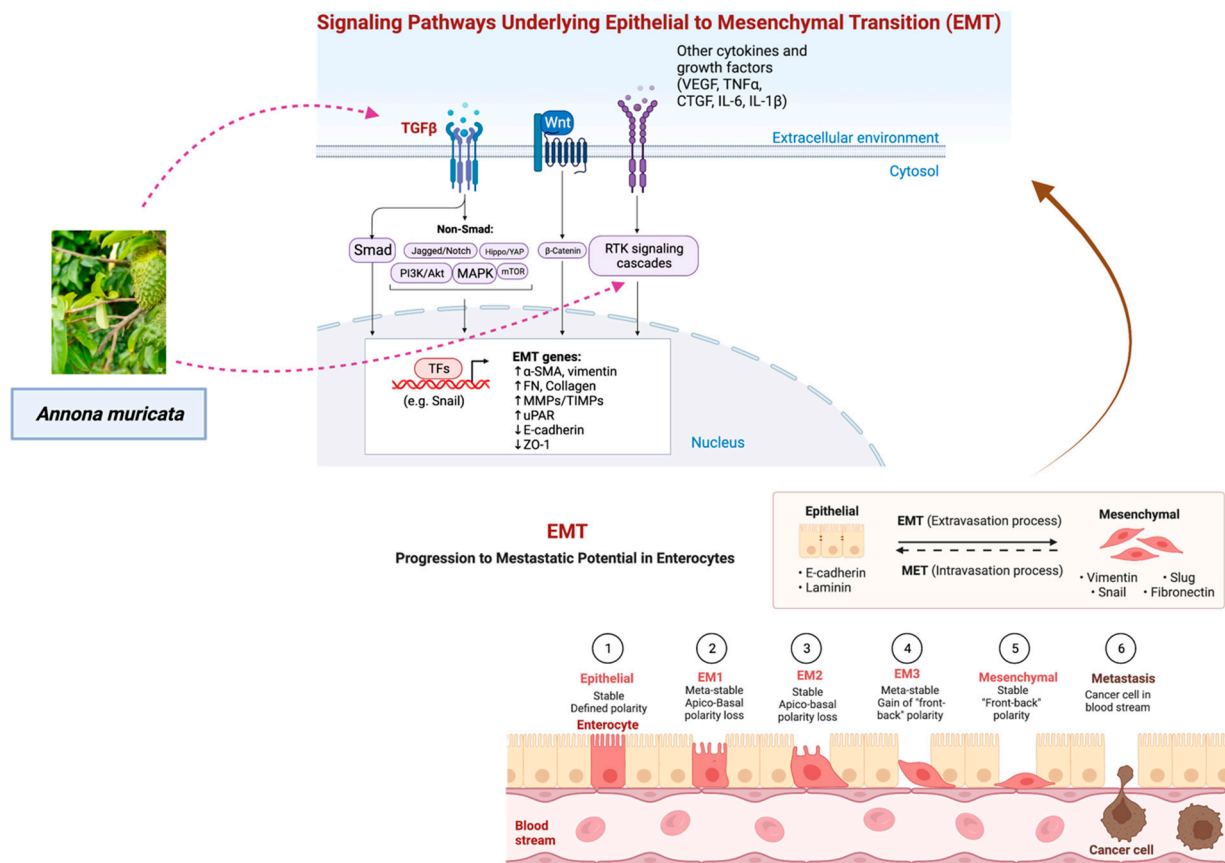 Signaling Pathways Underlying Epithelial to Mesenchymal Transition (EMT)
Other cytokines and
growth factors
(VEGF, TNFα,
CTGF, IL-6, IL-1β)
TGFβ
Wnt
Extracellular environment
Cytosol
Non-Smad:
Smad
Jagged/Notch
Hippo/YAP
PI3K/Akt
MAPK
mTOR
β-Catenin
RTK signaling
cascades
TFs
(e.g. Snail)
EMT genes:
↑α-SMA, vimentin
↑FN, Collagen
↑MMPs/TIMPs
↑uPAR
↓E-cadherin
↓ZO-1
Nucleus
Annona muricata
EMT
Progression to Mestastatic Potential in Enterocytes
Epithelial
• E-cadherin
• Laminin
EMT (Extravasation process)
MET (Intravasation process)
Mesenchymal
• Vimentin • Slug
• Snail • Fibronectin
1
Epithelial
Stable
Defined polarity
Enterocyte
2
EM1
Meta-stable
Apico-Basal
polarity loss
3
EM2
Stable
Apico-basal
polarity loss
4
EM3
Meta-stable
Gain of "front-
back" polarity
5
Mesenchymal
Stable
"Front-back"
polarity
6
Metastasis
Cancer cell in
blood stream
Blood
stream
Cancer cell